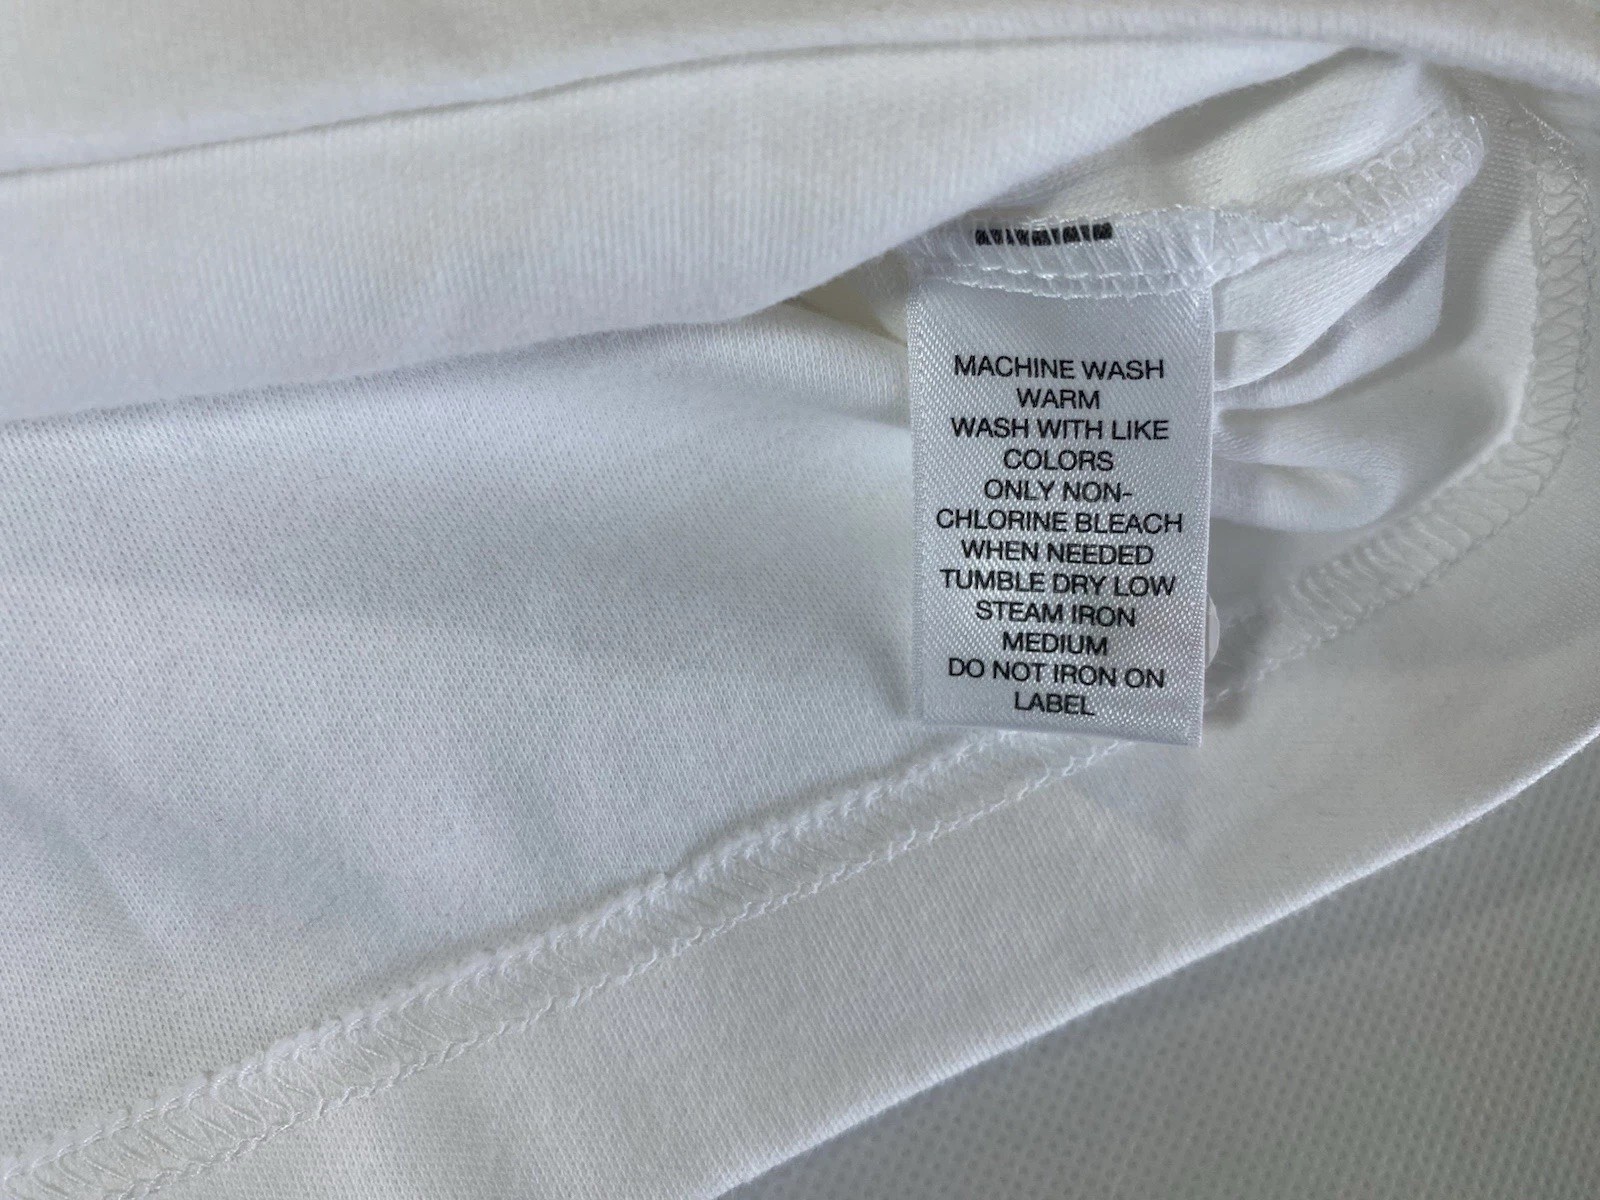 MACHINE WASH
WARM
WASH WITH LIKE
COLORS
ONLY NON-
CHLORINE BLEACH
WHEN NEEDED
TUMBLE DRY LOW
STEAM IRON
MEDIUM
DO NOT IRON ON
LABEL